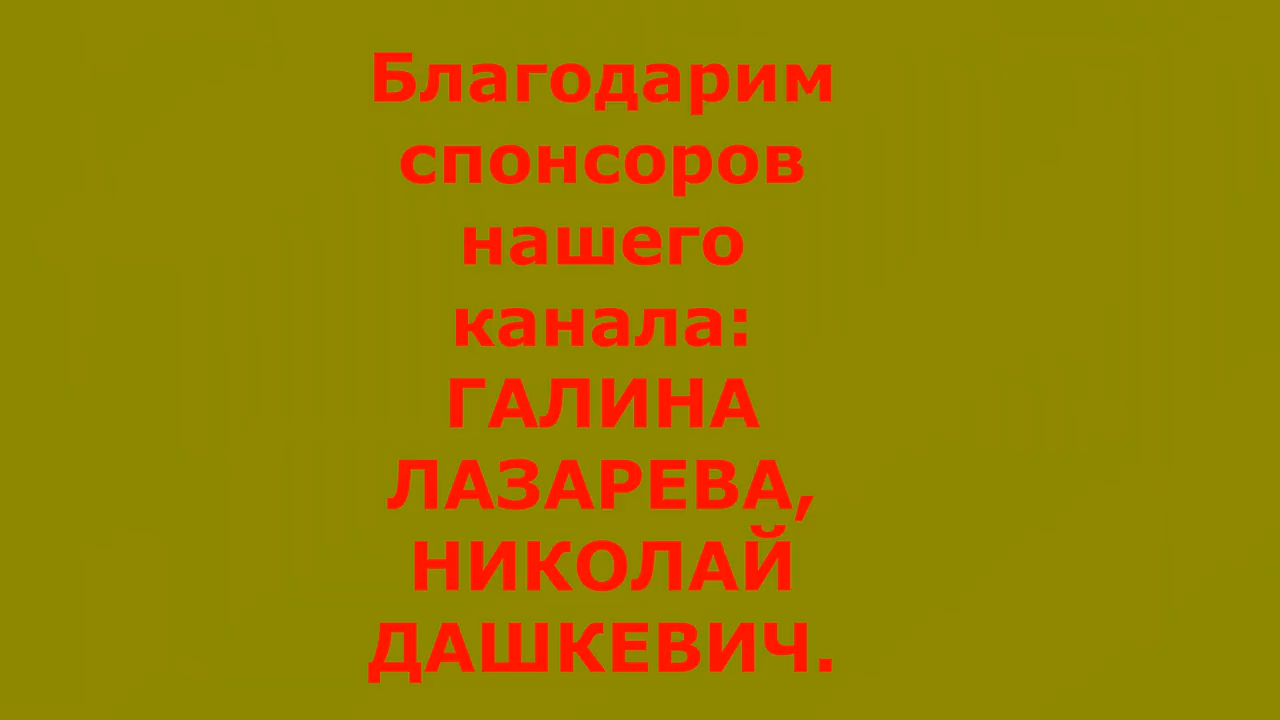 Благодарим
спонсоров
нашего
канала:
ГАЛИНА
ЛАЗАРЕВА,
НИКОЛАЙ
ДАШКЕВИЧ.